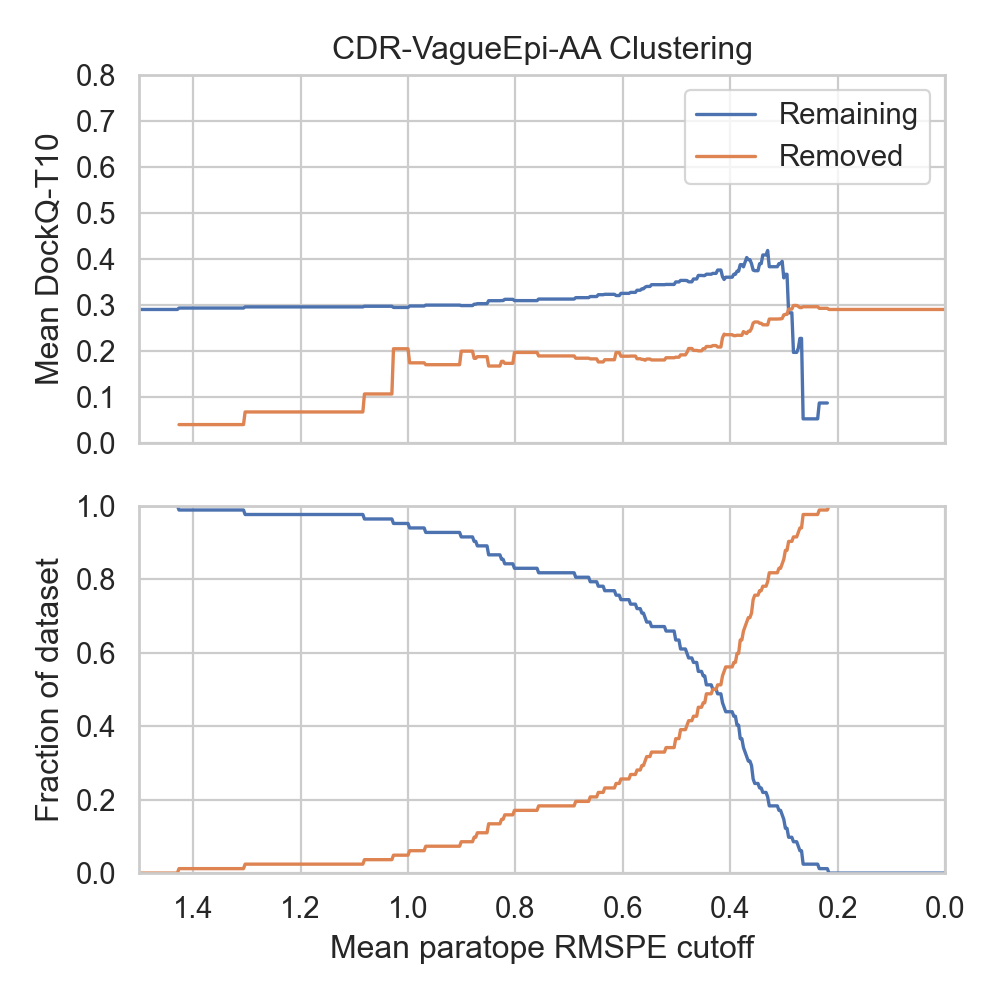 CDR-VagueEpi-AA Clustering
Mean DockQ-T10
0.8
0.7
0.6
0.5
0.4
0.3
0.2
0.1
0.0
Remaining
Removed
Fraction of dataset
1.0
0.8
0.6
0.4
0.2
0.0
1.4 1.2 1.0 0.8 0.6 0.4 0.2 0.0
Mean paratope RMSPE cutoff